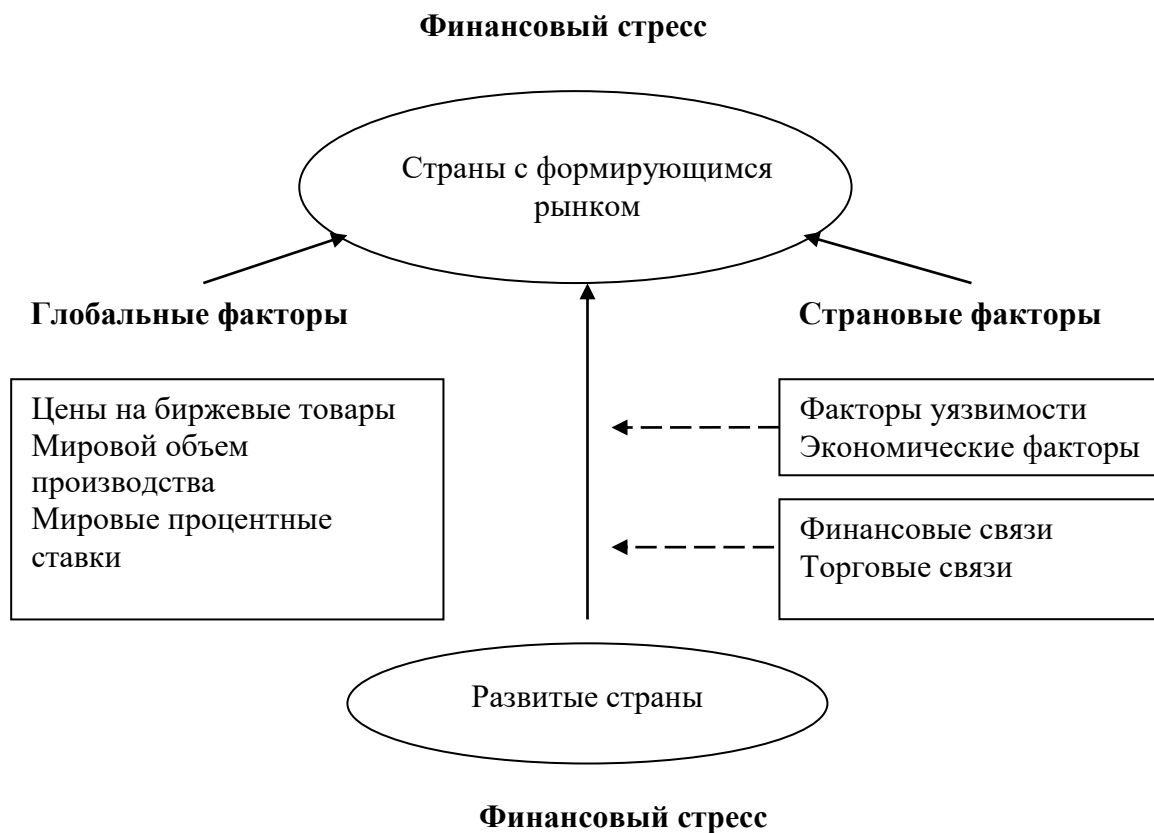 Финансовый стресс
Страны с формирующимся
рынком
Глобальные факторы
Страновые факторы
Цены на биржевые товары
Мировой объем
производства
Мировые процентные
ставки
Факторы уязвимости
Экономические факторы
Финансовые связи
Торговые связи
Развитые страны
Финансовый стресс